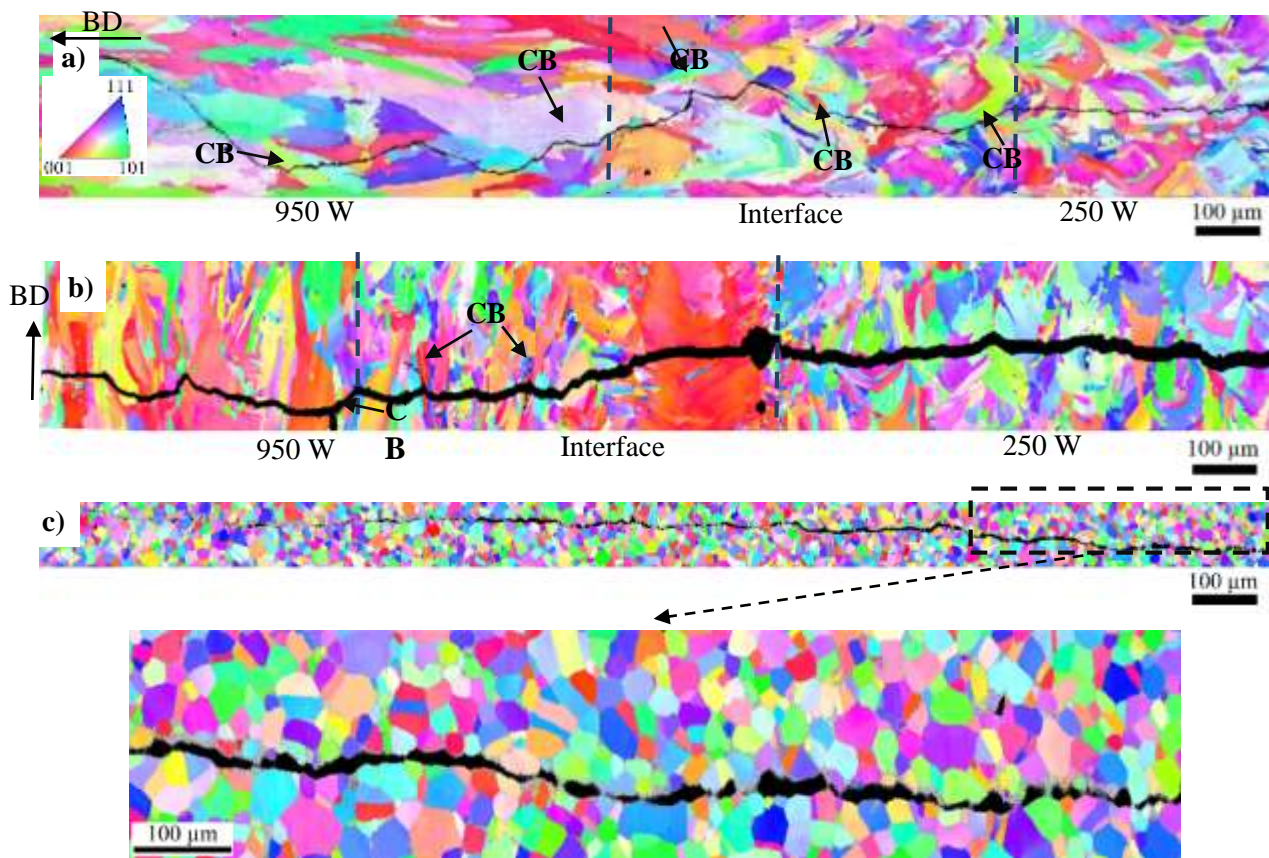 BD
a)
CB
CB
111
001
101
CB
CB
CB
950 W
Interface
250 W
100 µm
BD
b)
CB
C
B
950 W
Interface
250 W
100 µm
c)
100 µm
100 µm